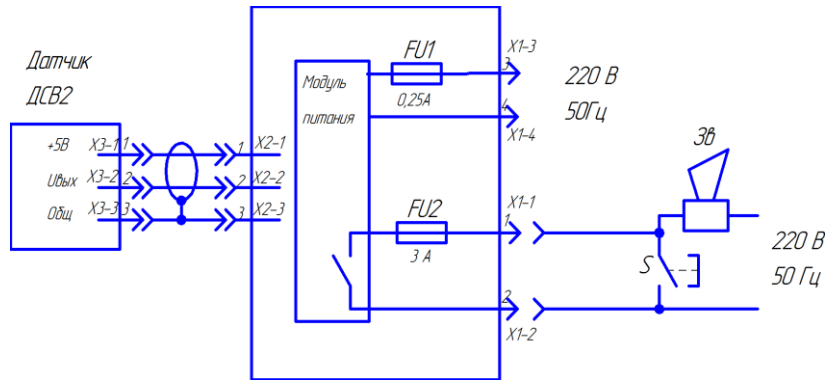 Датчик
ДСВ2
+5В
Uвых
Общ
X3-1
1
X3-2
2
X3-3
3
1
X2-1
2
X2-2
3
X2-3
Модуль
питания
FU1
0,25А
X1-3
3
4
X1-4
220 В
50Гц
FU2
3 А
X1-1
1
2
X1-2
Зв
S
220 В
50 Гц